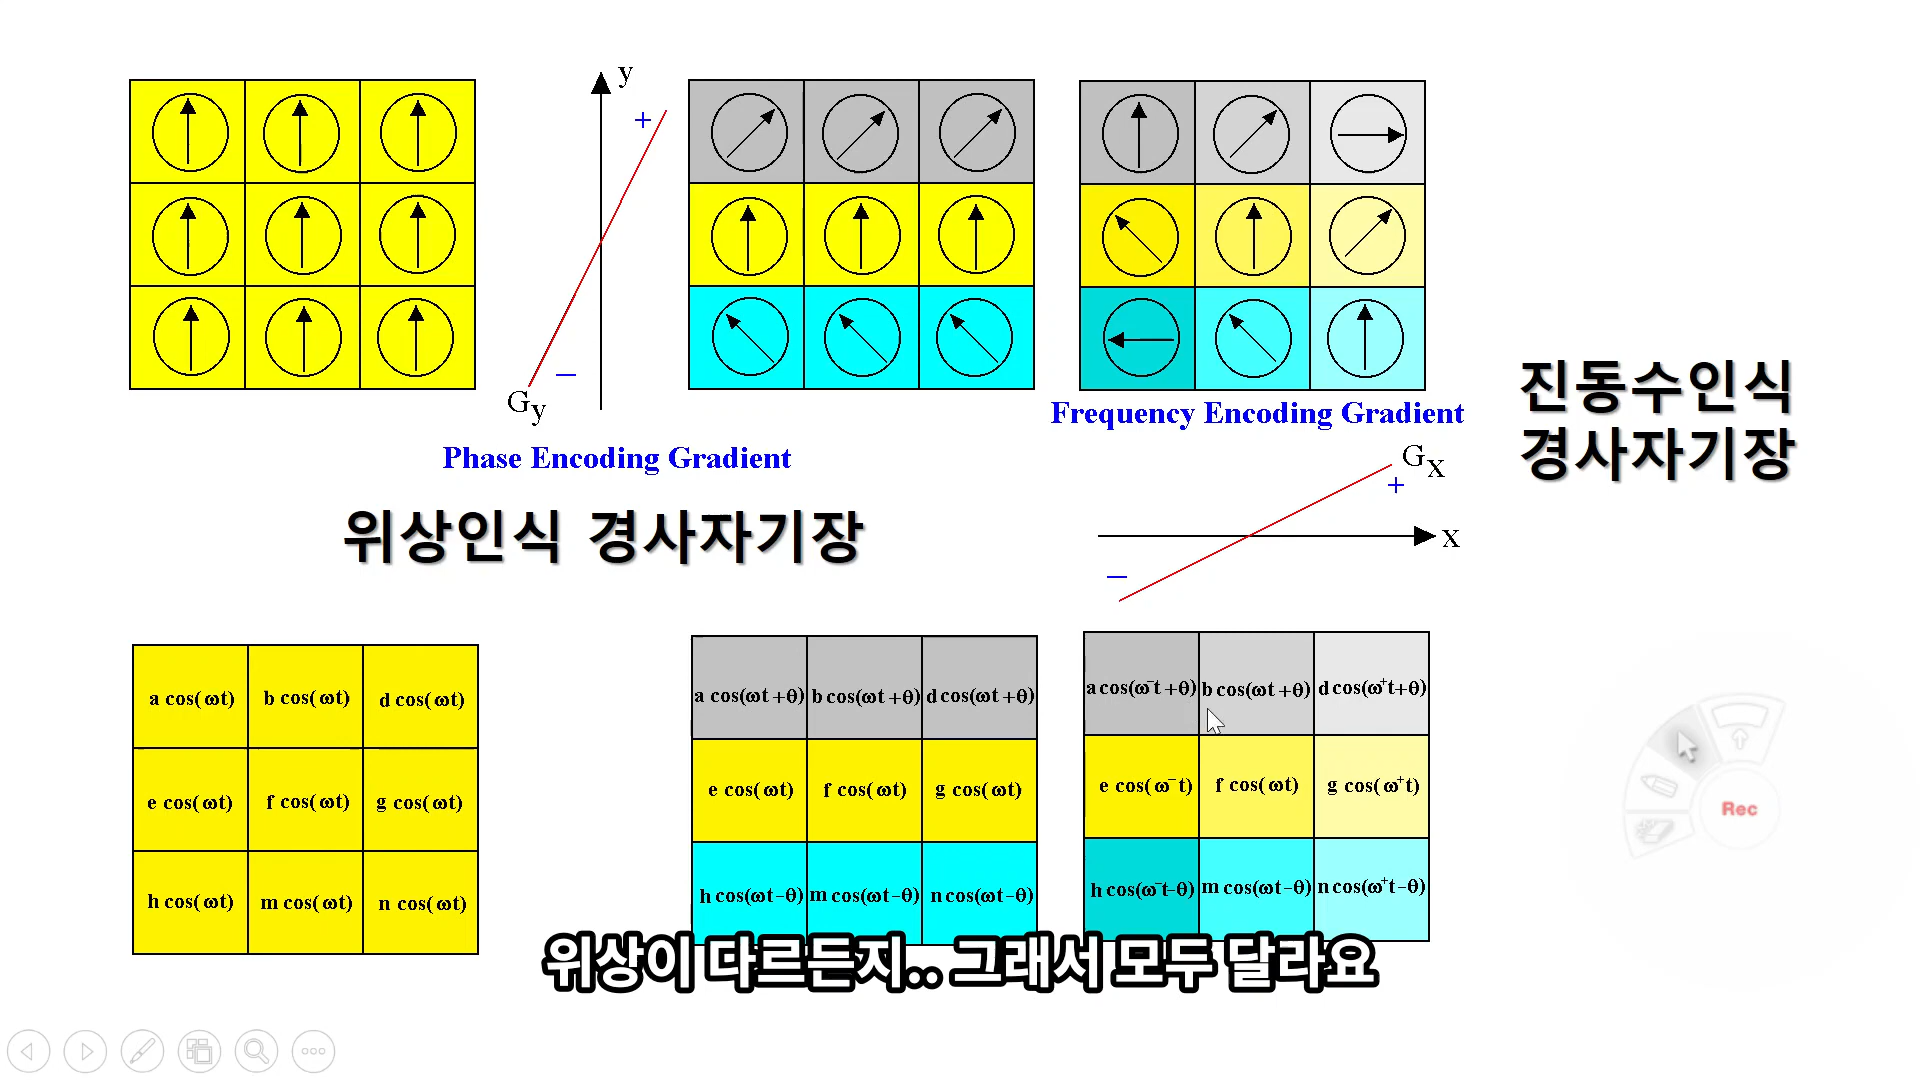 y
+
−
Gy
Phase Encoding Gradient
위상인식 경사자기장
Frequency Encoding Gradient
Gx
+
x
−
진동수인식
경사자기장
a cos(ωt) b cos(ωt) d cos(ωt)
e cos(ωt) f cos(ωt) g cos(ωt)
h cos(ωt) m cos(ωt) n cos(ωt)
a cos(ωt+θ) b cos(ωt+θ) d cos(ωt+θ)
e cos(ωt) f cos(ωt) g cos(ωt)
h cos(ωt−θ) m cos(ωt−θ) n cos(ωt−θ)
a cos(ω⁻t+θ) b cos(ωt+θ) d cos(ω⁺t+θ)
e cos(ω⁻t) f cos(ωt) g cos(ω⁺t)
h cos(ω⁻t−θ) m cos(ωt−θ) n cos(ω⁺t−θ)
Rec
위상이 다르든지.. 그래서 모두 달라요